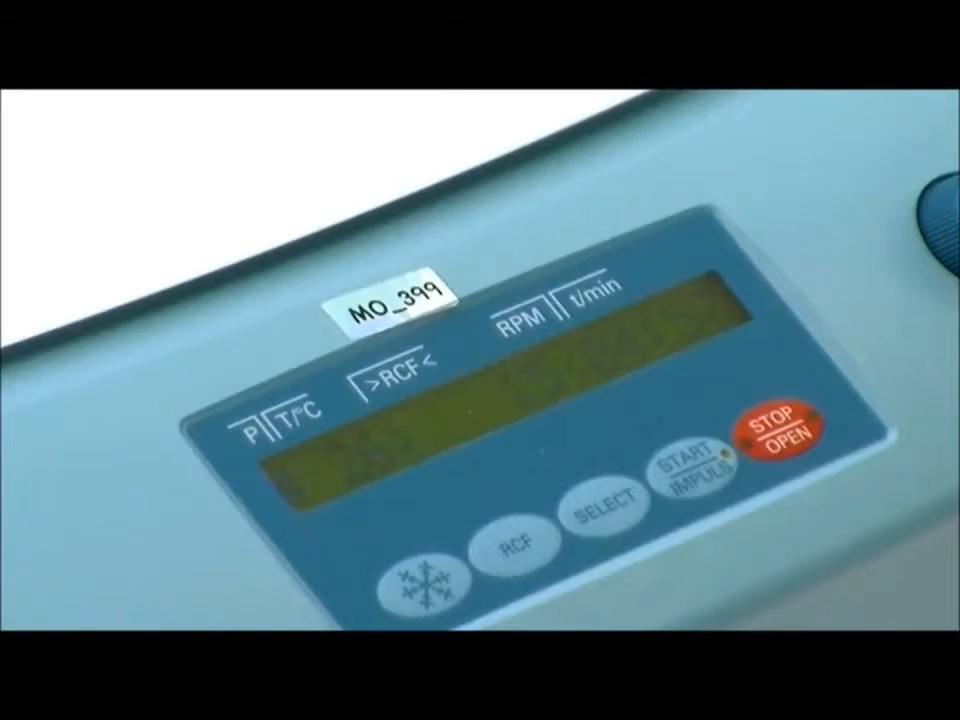 MO_399
P T/°C >RCF< RPM t/min
RCF SELECT START IMPULS STOP OPEN